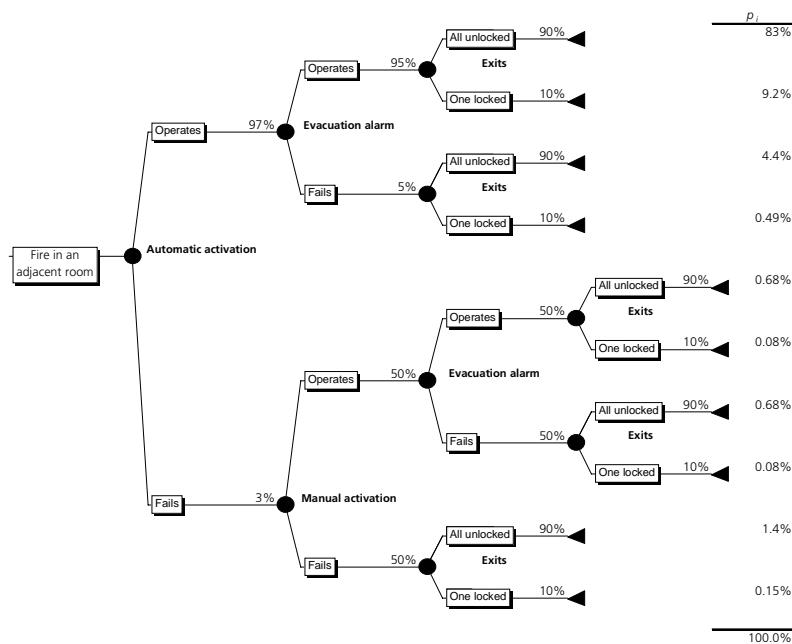 p i
All unlocked 90% 83%
Operates 95% Exits
One locked 10% 9.2%
Operates 97% Evacuation alarm
All unlocked 90% 4.4%
Fails 5% Exits
One locked 10% 0.49%
Fire in an
adjacent room
Automatic activation
All unlocked 90% 0.68%
Operates 50% Exits
One locked 10% 0.08%
Operates 50% Evacuation alarm
All unlocked 90% 0.68%
Fails 50% Exits
One locked 10% 0.08%
Fails 3% Manual activation
All unlocked 90% 1.4%
Fails 50% Exits
One locked 10% 0.15%
100.0%